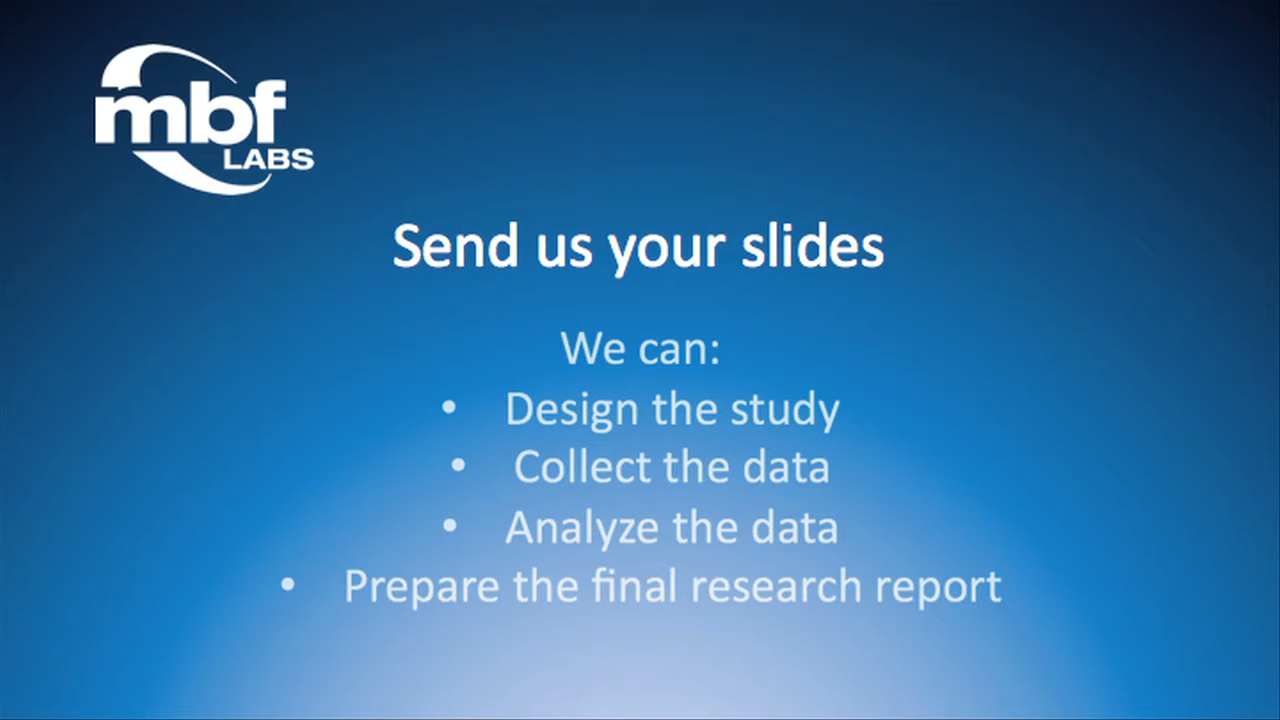 mbf
LABS
Send us your slides
We can:
• Design the study
• Collect the data
• Analyze the data
• Prepare the final research report